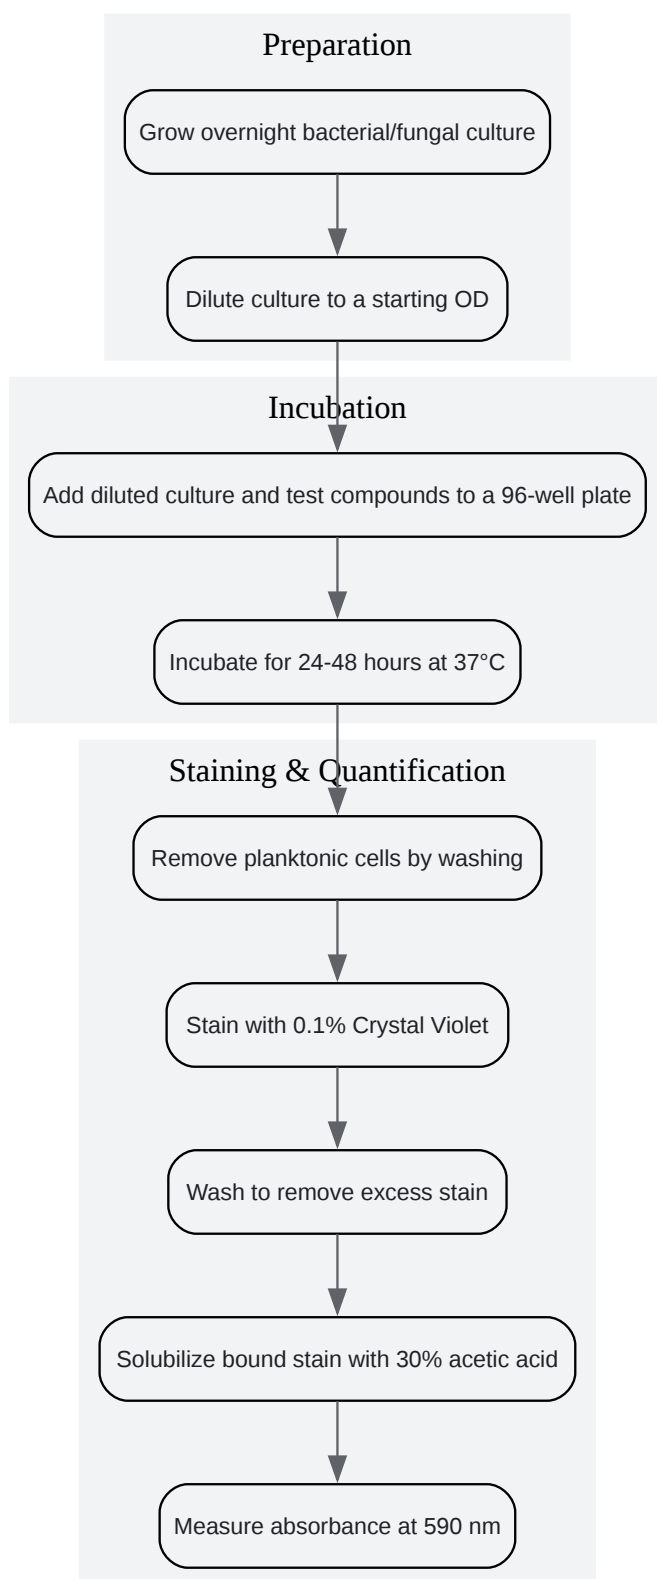 Preparation
Grow overnight bacterial/fungal culture
Dilute culture to a starting OD
Incubation
Add diluted culture and test compounds to a 96-well plate
Incubate for 24-48 hours at 37°C
Staining & Quantification
Remove planktonic cells by washing
Stain with 0.1% Crystal Violet
Wash to remove excess stain
Solubilize bound stain with 30% acetic acid
Measure absorbance at 590 nm